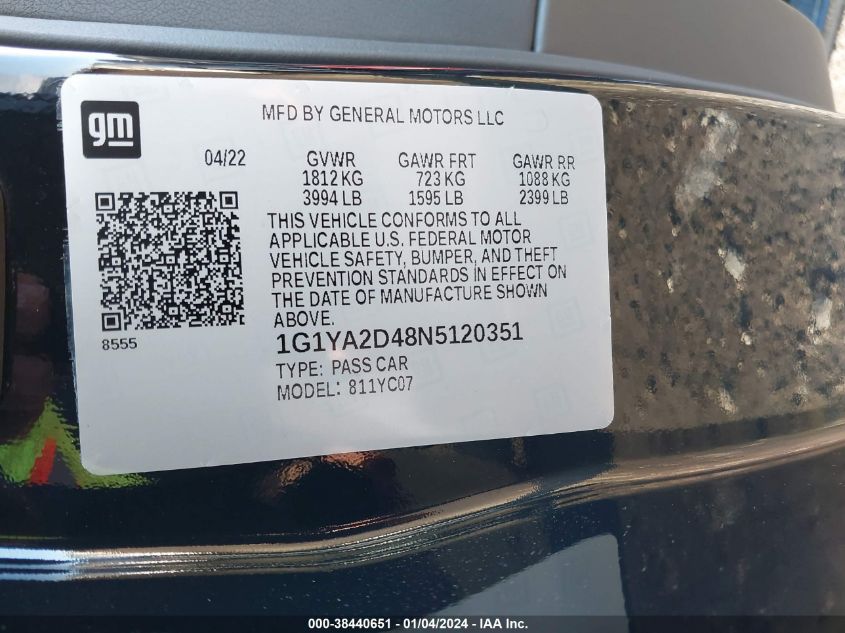 gm
MFD BY GENERAL MOTORS LLC
04/22 GVWR GAWR FRT GAWR RR
1812 KG 723 KG 1088 KG
3994 LB 1595 LB 2399 LB
THIS VEHICLE CONFORMS TO ALL
APPLICABLE U.S. FEDERAL MOTOR
VEHICLE SAFETY, BUMPER, AND THEFT
PREVENTION STANDARDS IN EFFECT ON
THE DATE OF MANUFACTURE SHOWN
ABOVE.
8555
1G1YA2D48N5120351
TYPE: PASS CAR
MODEL: 811YC07
000-38440651 - 01/04/2024 - IAA Inc.